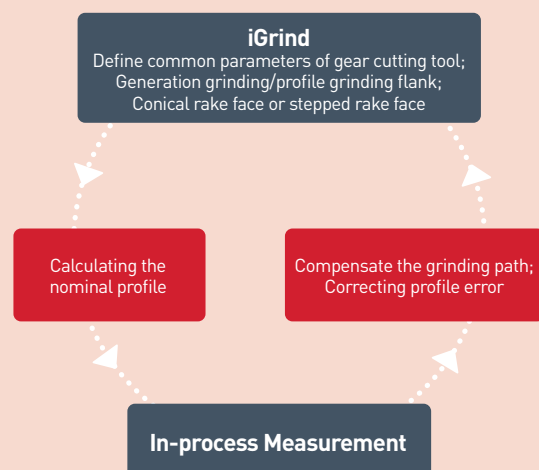 iGrind
Define common parameters of gear cutting tool;
Generation grinding/profile grinding flank;
Conical rake face or stepped rake face
Calculating the
nominal profile
Compensate the grinding path;
Correcting profile error
In-process Measurement